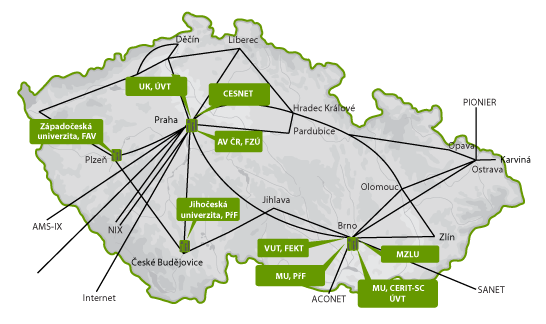 Děčín
Liberec
UK, ÚVT
CESNET
Hradec Králové
PIONIER
Praha
Západočeská
univerzita, FAV
AV ČR, FZÚ
Pardubice
Opava
Karviná
Plzeň
Ostrava
Olomouc
Jihočeská
univerzita, PřF
Jihlava
AMS-IX
NIX
Brno
Zlín
VUT, FEKT
MZLU
České Budějovice
MU, PřF
MU, CERIT-SC
ÚVT
SANET
Internet
ACONET